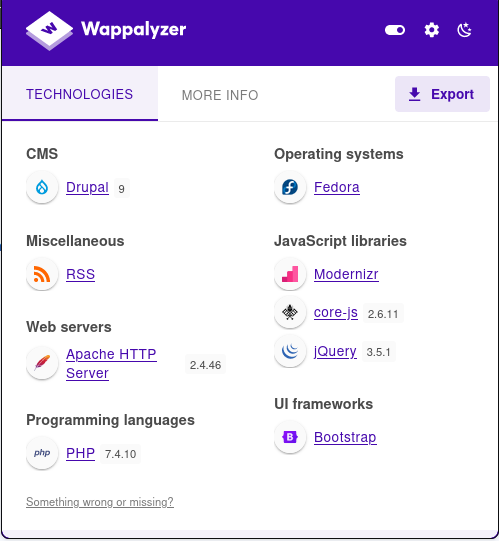 Wappalyzer
TECHNOLOGIES
MORE INFO
Export
CMS
Drupal 9
Miscellaneous
RSS
Web servers
Apache HTTP
Server 2.4.46
Programming languages
php PHP 7.4.10
Operating systems
Fedora
JavaScript libraries
Modernizr
core-js 2.6.11
jQuery 3.5.1
UI frameworks
B Bootstrap
Something wrong or missing?